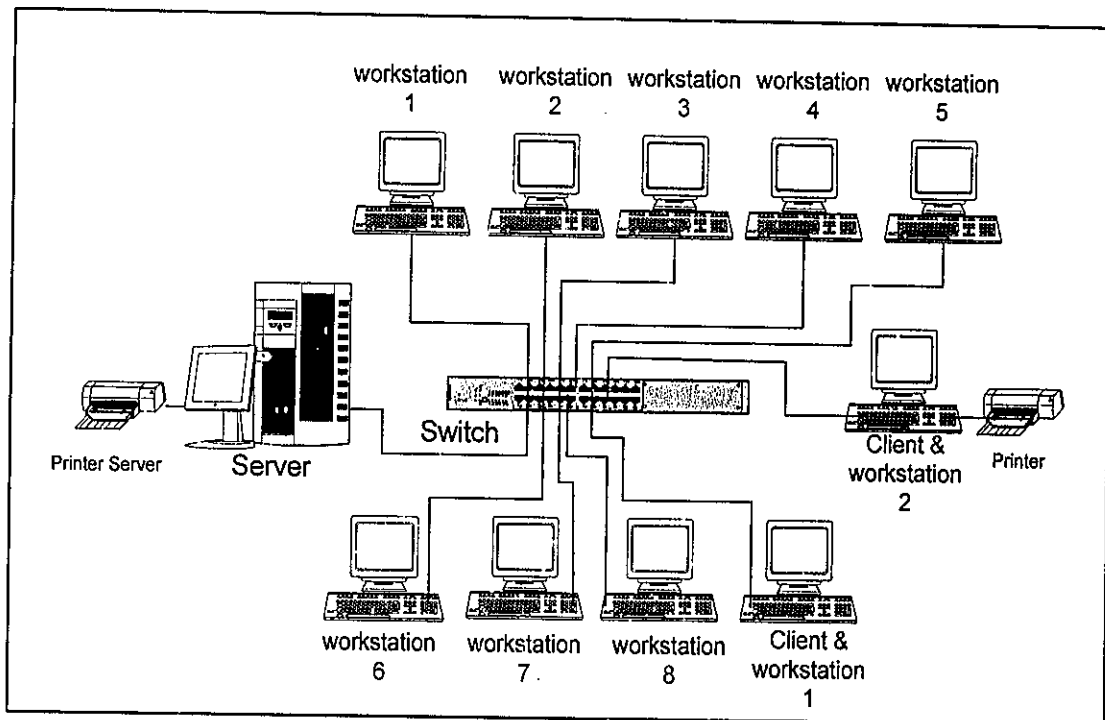 workstation
1
workstation
2
workstation
3
workstation
4
workstation
5
Switch
Printer Server
Server
Client &
workstation
2
Printer
workstation
6
workstation
7
workstation
8
Client &
workstation
1